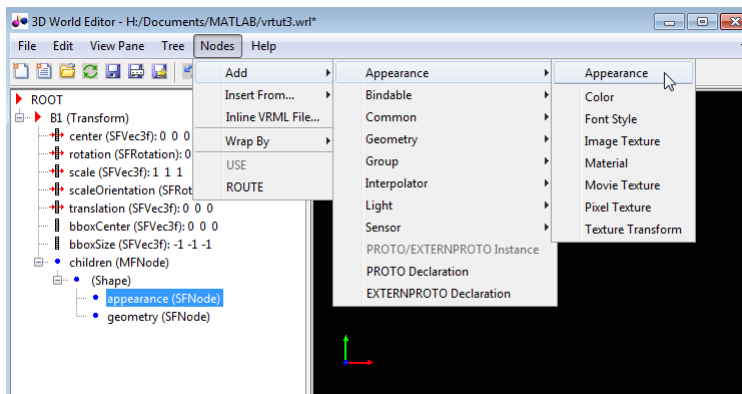 3D World Editor - H:/Documents/MATLAB/vrtut3.wrl*
File Edit View Pane Tree Nodes Help
ROOT
B1 (Transform)
center (SFVec3f): 0 0 0
rotation (SFRotation): 0
scale (SFVec3f): 1 1 1
scaleOrientation (SFRot
translation (SFVec3f): 0 0 0
bboxCenter (SFVec3f): 0 0 0
bboxSize (SFVec3f): -1 -1 -1
children (MFNode)
(Shape)
appearance (SFNode)
geometry (SFNode)
Add
Insert From...
Inline VRML File...
Wrap By
USE
ROUTE
Appearance
Bindable
Common
Geometry
Group
Interpolator
Light
Sensor
PROTO/EXTERNPROTO Instance
PROTO Declaration
EXTERNPROTO Declaration
Appearance
Color
Font Style
Image Texture
Material
Movie Texture
Pixel Texture
Texture Transform